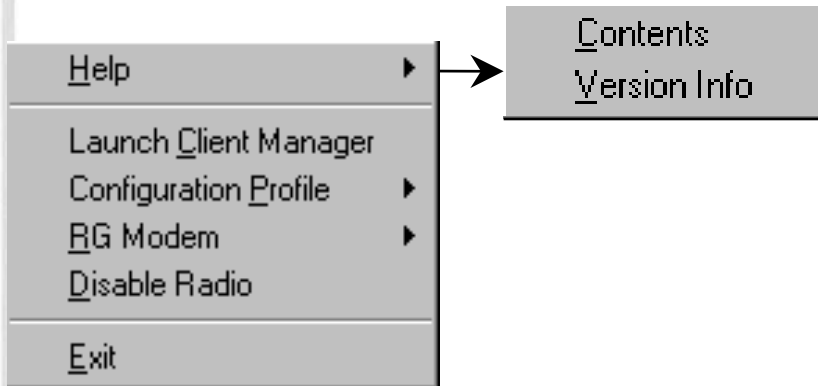 Help
Launch Client Manager
Configuration Profile
RG Modem
Disable Radio
Exit
Contents
Version Info